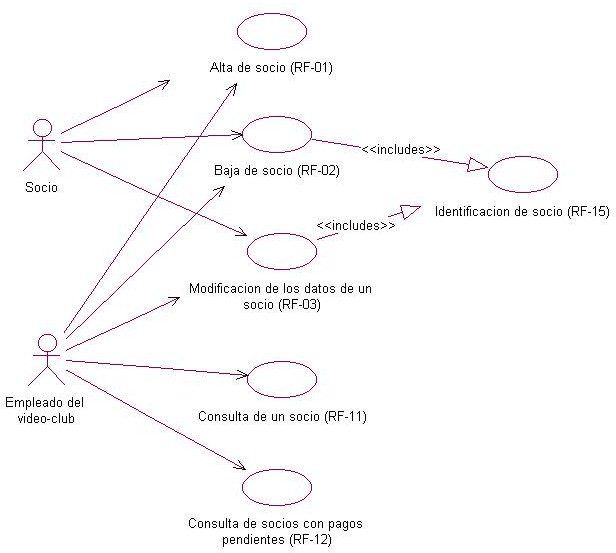 Alta de socio (RF-01)
<<includes>>
Baja de socio (RF-02)
Socio
Identificacion de socio (RF-15)
<<includes>>
Modificacion de los datos de un
socio (RF-03)
Empleado del
video-club
Consulta de un socio (RF-11)
Consulta de socios con pagos
pendientes (RF-12)